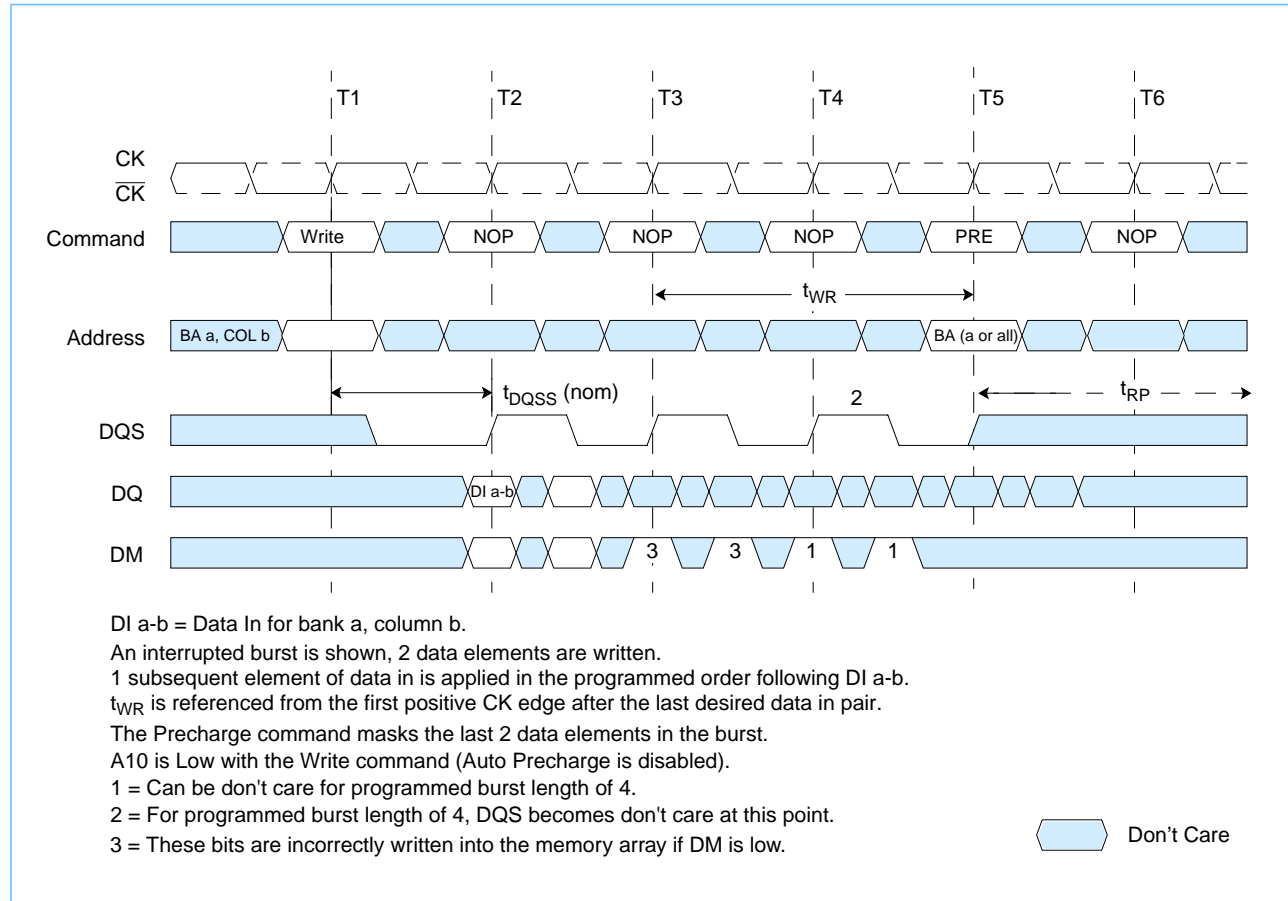 T1 T2 T3 T4 T5 T6
CK
CK
Command Write NOP NOP NOP PRE NOP
tWR
Address BA a, COL b BA (a or all)
tDQSS (nom) 2 tRP
DQS
DQ DI a-b
DM 3 3 1 1
DI a-b = Data In for bank a, column b.
An interrupted burst is shown, 2 data elements are written.
1 subsequent element of data in is applied in the programmed order following DI a-b.
tWR is referenced from the first positive CK edge after the last desired data in pair.
The Precharge command masks the last 2 data elements in the burst.
A10 is Low with the Write command (Auto Precharge is disabled).
1 = Can be don't care for programmed burst length of 4.
2 = For programmed burst length of 4, DQS becomes don't care at this point.
3 = These bits are incorrectly written into the memory array if DM is low.
Don't Care